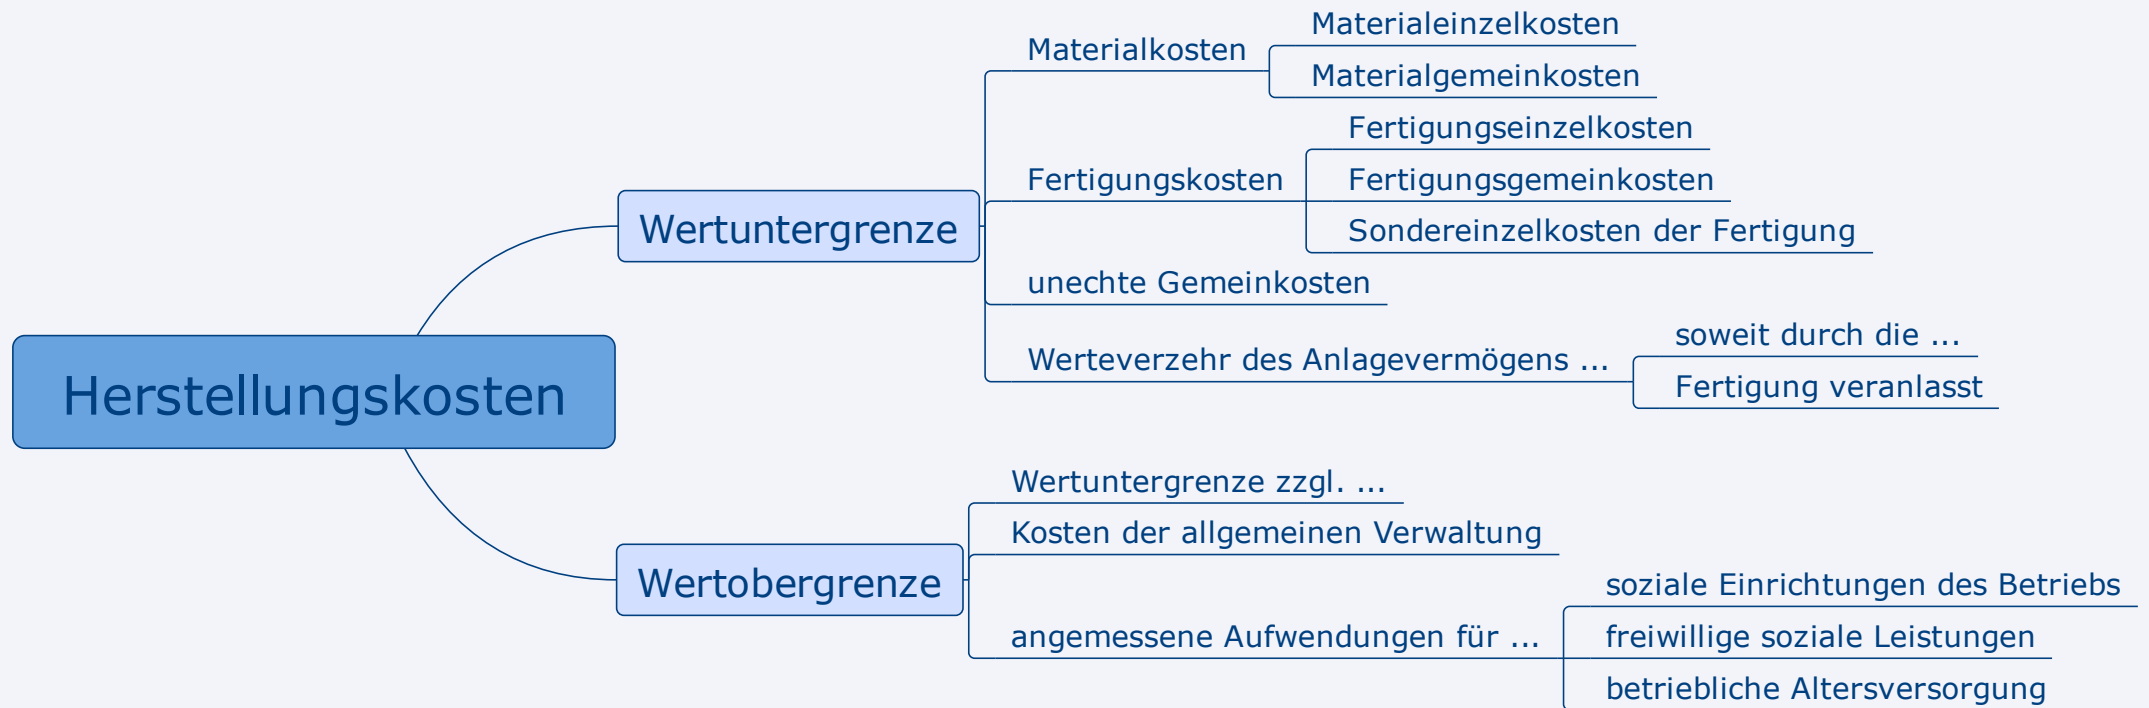 Herstellungskosten
Wertuntergrenze
Materialkosten
Materialeinzelkosten
Materialgemeinkosten
Fertigungskosten
Fertigungseinzelkosten
Fertigungsgemeinkosten
Sondereinzelkosten der Fertigung
unechte Gemeinkosten
Werteverzehr des Anlagevermögens ...
soweit durch die ...
Fertigung veranlasst
Wertobergrenze
Wertuntergrenze zzgl. ...
Kosten der allgemeinen Verwaltung
angemessene Aufwendungen für ...
soziale Einrichtungen des Betriebs
freiwillige soziale Leistungen
betriebliche Altersversorgung